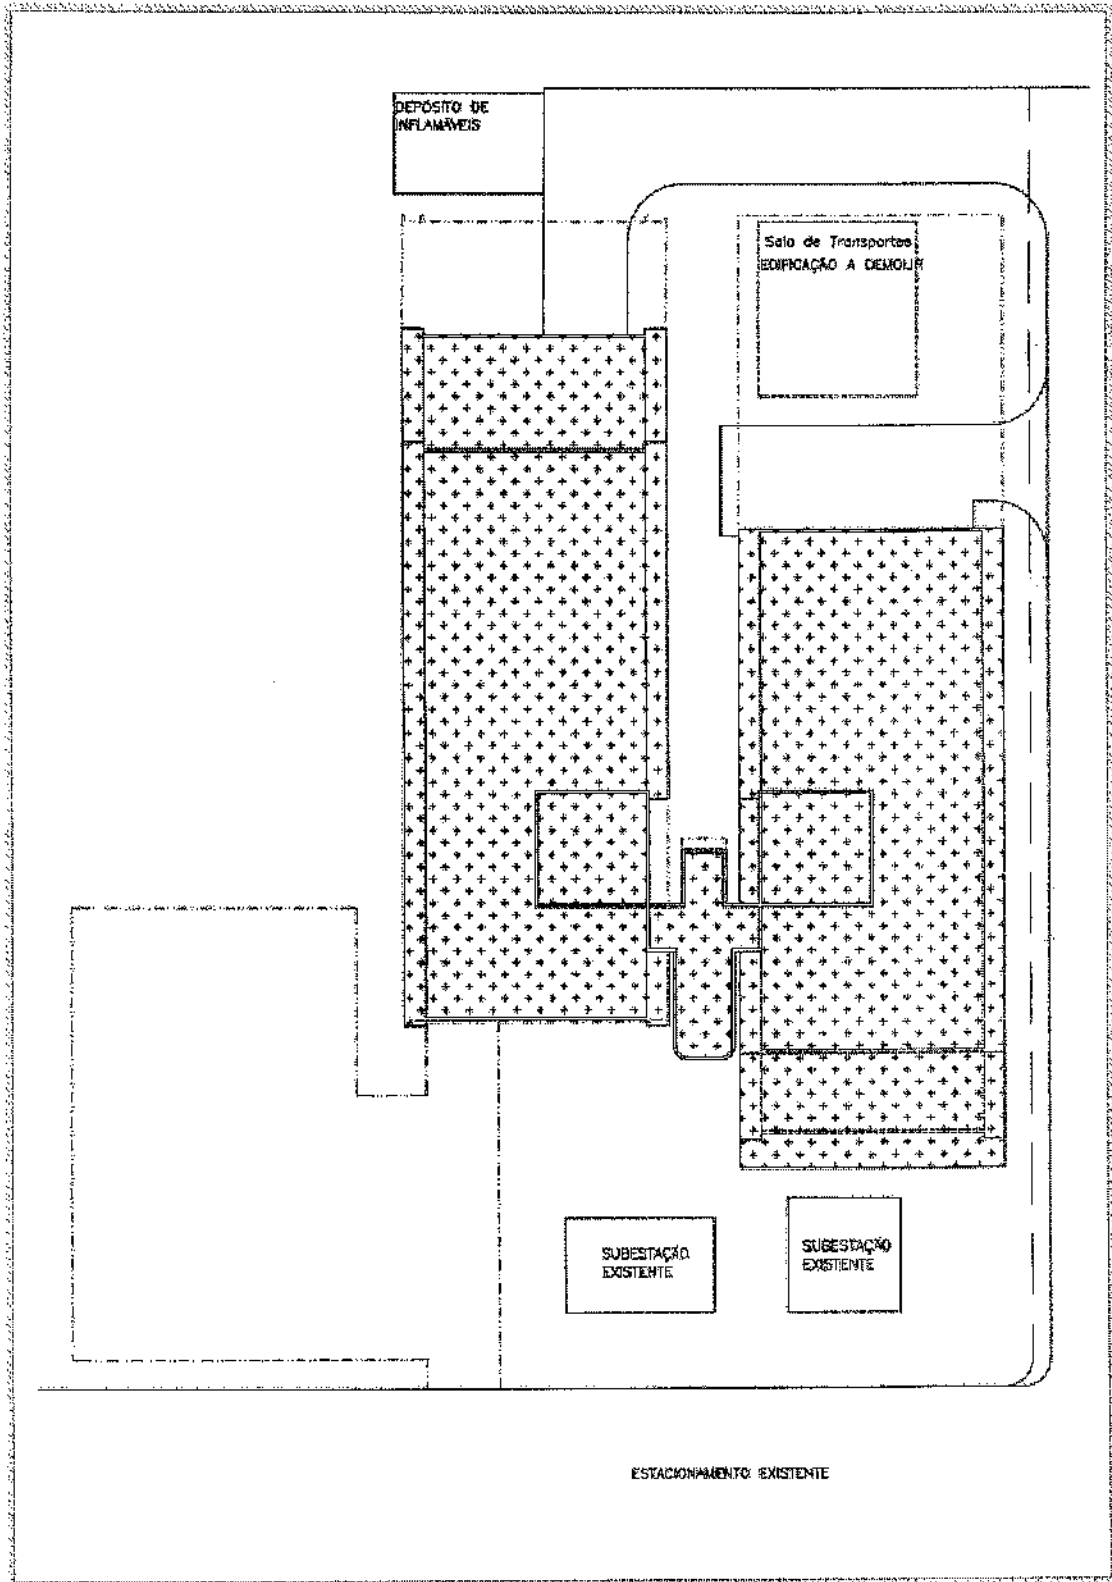 DEPÓSITO DE
INFLAMÁVEIS
Sala de Transportes
EDIFICAÇÃO A DEMOLIR
SUBESTAÇÃO
EXISTENTE
SUBESTAÇÃO
EXISTENTE
ESTACIONAMENTO EXISTENTE